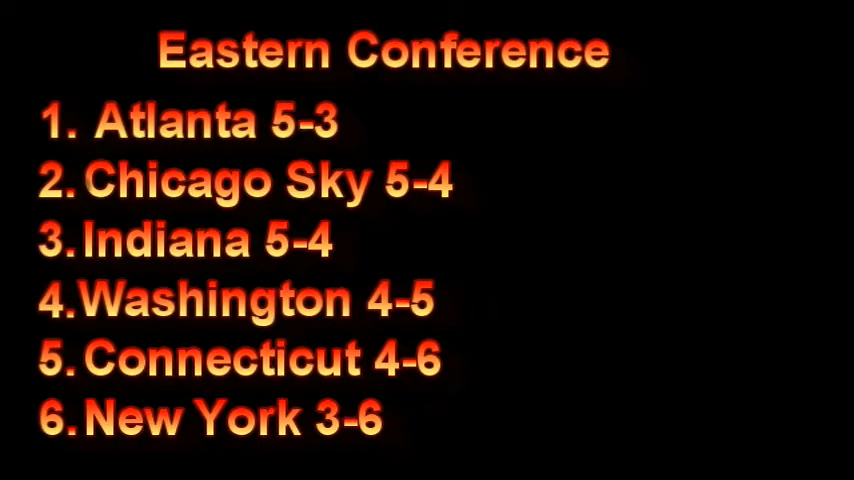 Eastern Conference
1. Atlanta 5-3
2. Chicago Sky 5-4
3. Indiana 5-4
4. Washington 4-5
5. Connecticut 4-6
6. New York 3-6